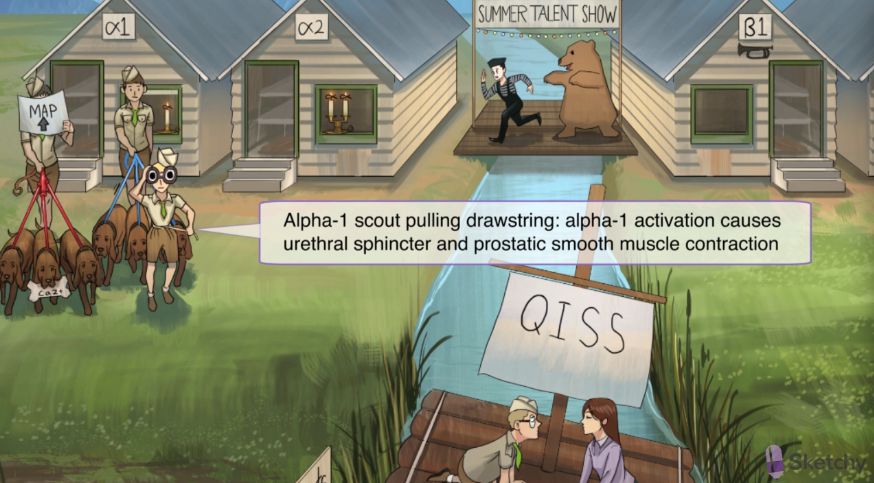 SUMMER TALENT SHOW
α1
α2
β1
MAP
Alpha-1 scout pulling drawstring: alpha-1 activation causes
urethral sphincter and prostatic smooth muscle contraction
Ca2+
QISS
Sketchy